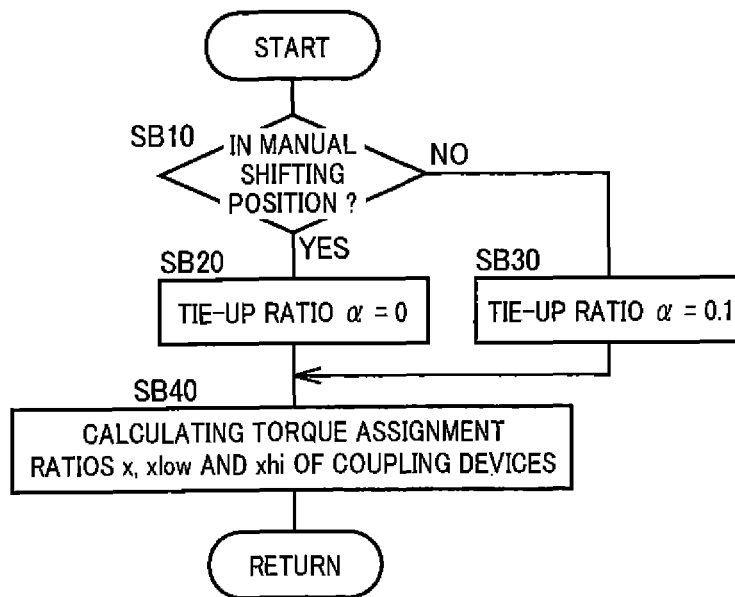 START
SB10
IN MANUAL
SHIFTING
POSITION ?
NO
YES
SB20
TIE-UP RATIO α = 0
SB30
TIE-UP RATIO α = 0.1
SB40
CALCULATING TORQUE ASSIGNMENT
RATIOS x, xlow AND xhi OF COUPLING DEVICES
RETURN